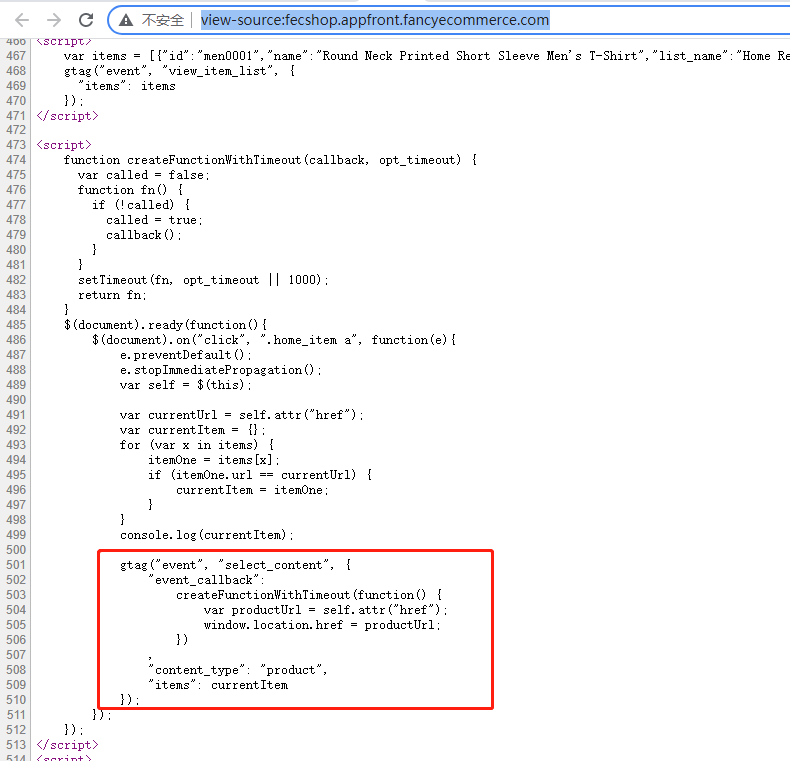 不安全 view-source:fecshop.appfront.fancyecommerce.com
466 <script>
467 var items = [{"id":"men0001","name":"Round Neck Printed Short Sleeve Men's T-Shirt","list_name":"Home Re
468 gtag("event", "view_item_list", {
469 "items": items
470 });
471 </script>
472
473 <script>
474 function createFunctionWithTimeout(callback, opt_timeout) {
475 var called = false;
476 function fn() {
477 if (!called) {
478 called = true;
479 callback();
480 }
481 }
482 setTimeout(fn, opt_timeout || 1000);
483 return fn;
484 }
485 $(document).ready(function(){
486 $(document).on("click", ".home_item a", function(e){
487 e.preventDefault();
488 e.stopImmediatePropagation();
489 var self = $(this);
490
491 var currentUrl = self.attr("href");
492 var currentItem = {};
493 for (var x in items) {
494 itemOne = items[x];
495 if (itemOne.url == currentUrl) {
496 currentItem = itemOne;
497 }
498 }
499 console.log(currentItem);
500
501 gtag("event", "select_content", {
502 "event_callback":
503 createFunctionWithTimeout(function() {
504 var productUrl = self.attr("href");
505 window.location.href = productUrl;
506 })
507 ,
508 "content_type": "product",
509 "items": currentItem
510 });
511 });
512 });
513 </script>
514 <script>